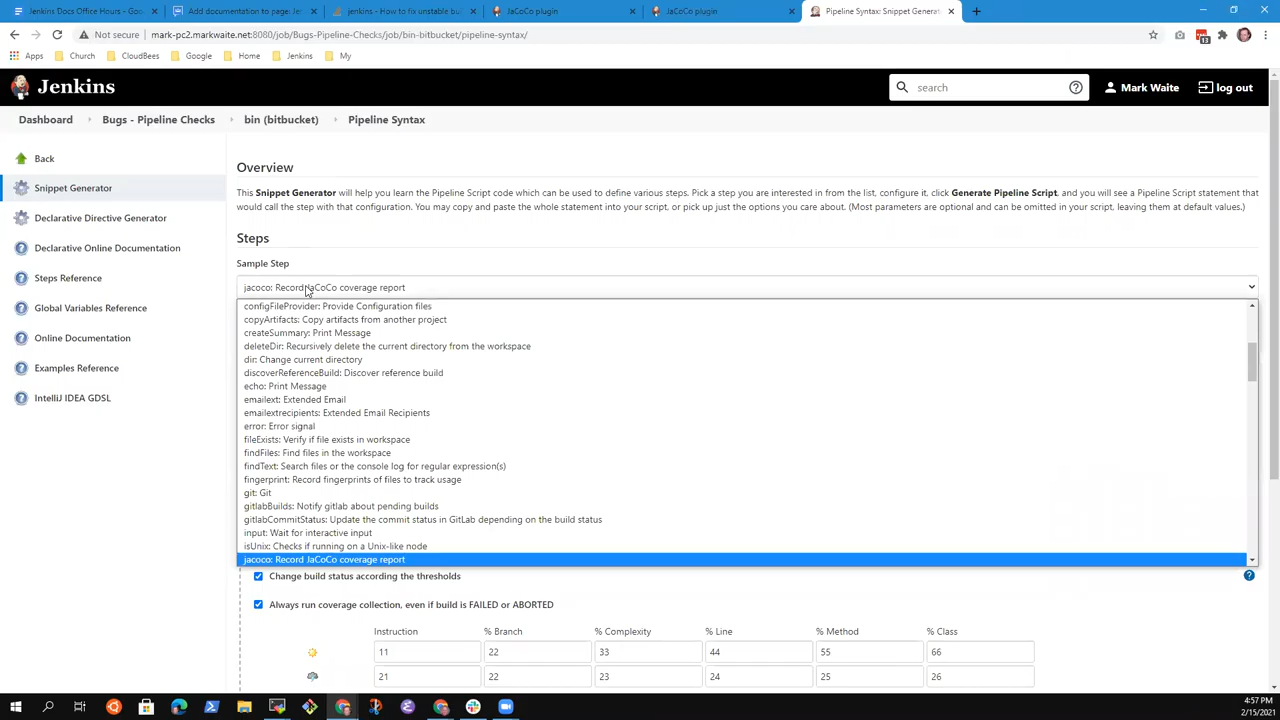 Jenkins Docs Office Hours - Goo
Add documentation to page: Jen
jenkins - How to fix unstable bu
JaCoCo plugin
JaCoCo plugin
Pipeline Syntax: Snippet Generat
Not secure | mark-pc2.markwaite.net:8080/job/Bugs-Pipeline-Checks/job/bin-bitbucket/pipeline-syntax/
13
Apps Church CloudBees Google Home Jenkins My
Jenkins
search
Mark Waite
log out
Dashboard Bugs - Pipeline Checks bin (bitbucket) Pipeline Syntax
Back
Snippet Generator
Declarative Directive Generator
Declarative Online Documentation
Steps Reference
Global Variables Reference
Online Documentation
Examples Reference
IntelliJ IDEA GDSL
Overview
This Snippet Generator will help you learn the Pipeline Script code which can be used to define various steps. Pick a step you are interested in from the list, configure it, click Generate Pipeline Script, and you will see a Pipeline Script statement that
would call the step with that configuration. You may copy and paste the whole statement into your script, or pick up just the options you care about. (Most parameters are optional and can be omitted in your script, leaving them at default values.)
Steps
Sample Step
jacoco: Record JaCoCo coverage report
configFileProvider: Provide Configuration files
copyArtifacts: Copy artifacts from another project
createSummary: Print Message
deleteDir: Recursively delete the current directory from the workspace
dir: Change current directory
discoverReferenceBuild: Discover reference build
echo: Print Message
emailext: Extended Email
emailextrecipients: Extended Email Recipients
error: Error signal
fileExists: Verify if file exists in workspace
findFiles: Find files in the workspace
findText: Search files or the console log for regular expression(s)
fingerprint: Record fingerprints of files to track usage
git: Git
gitlabBuilds: Notify gitlab about pending builds
gitlabCommitStatus: Update the commit status in GitLab depending on the build status
input: Wait for interactive input
isUnix: Checks if running on a Unix-like node
jacoco: Record JaCoCo coverage report
Change build status according the thresholds
Always run coverage collection, even if build is FAILED or ABORTED
Instruction % Branch % Complexity % Line % Method % Class
11 22 33 44 55 66
21 22 23 24 25 26
4:57 PM
2/15/2021